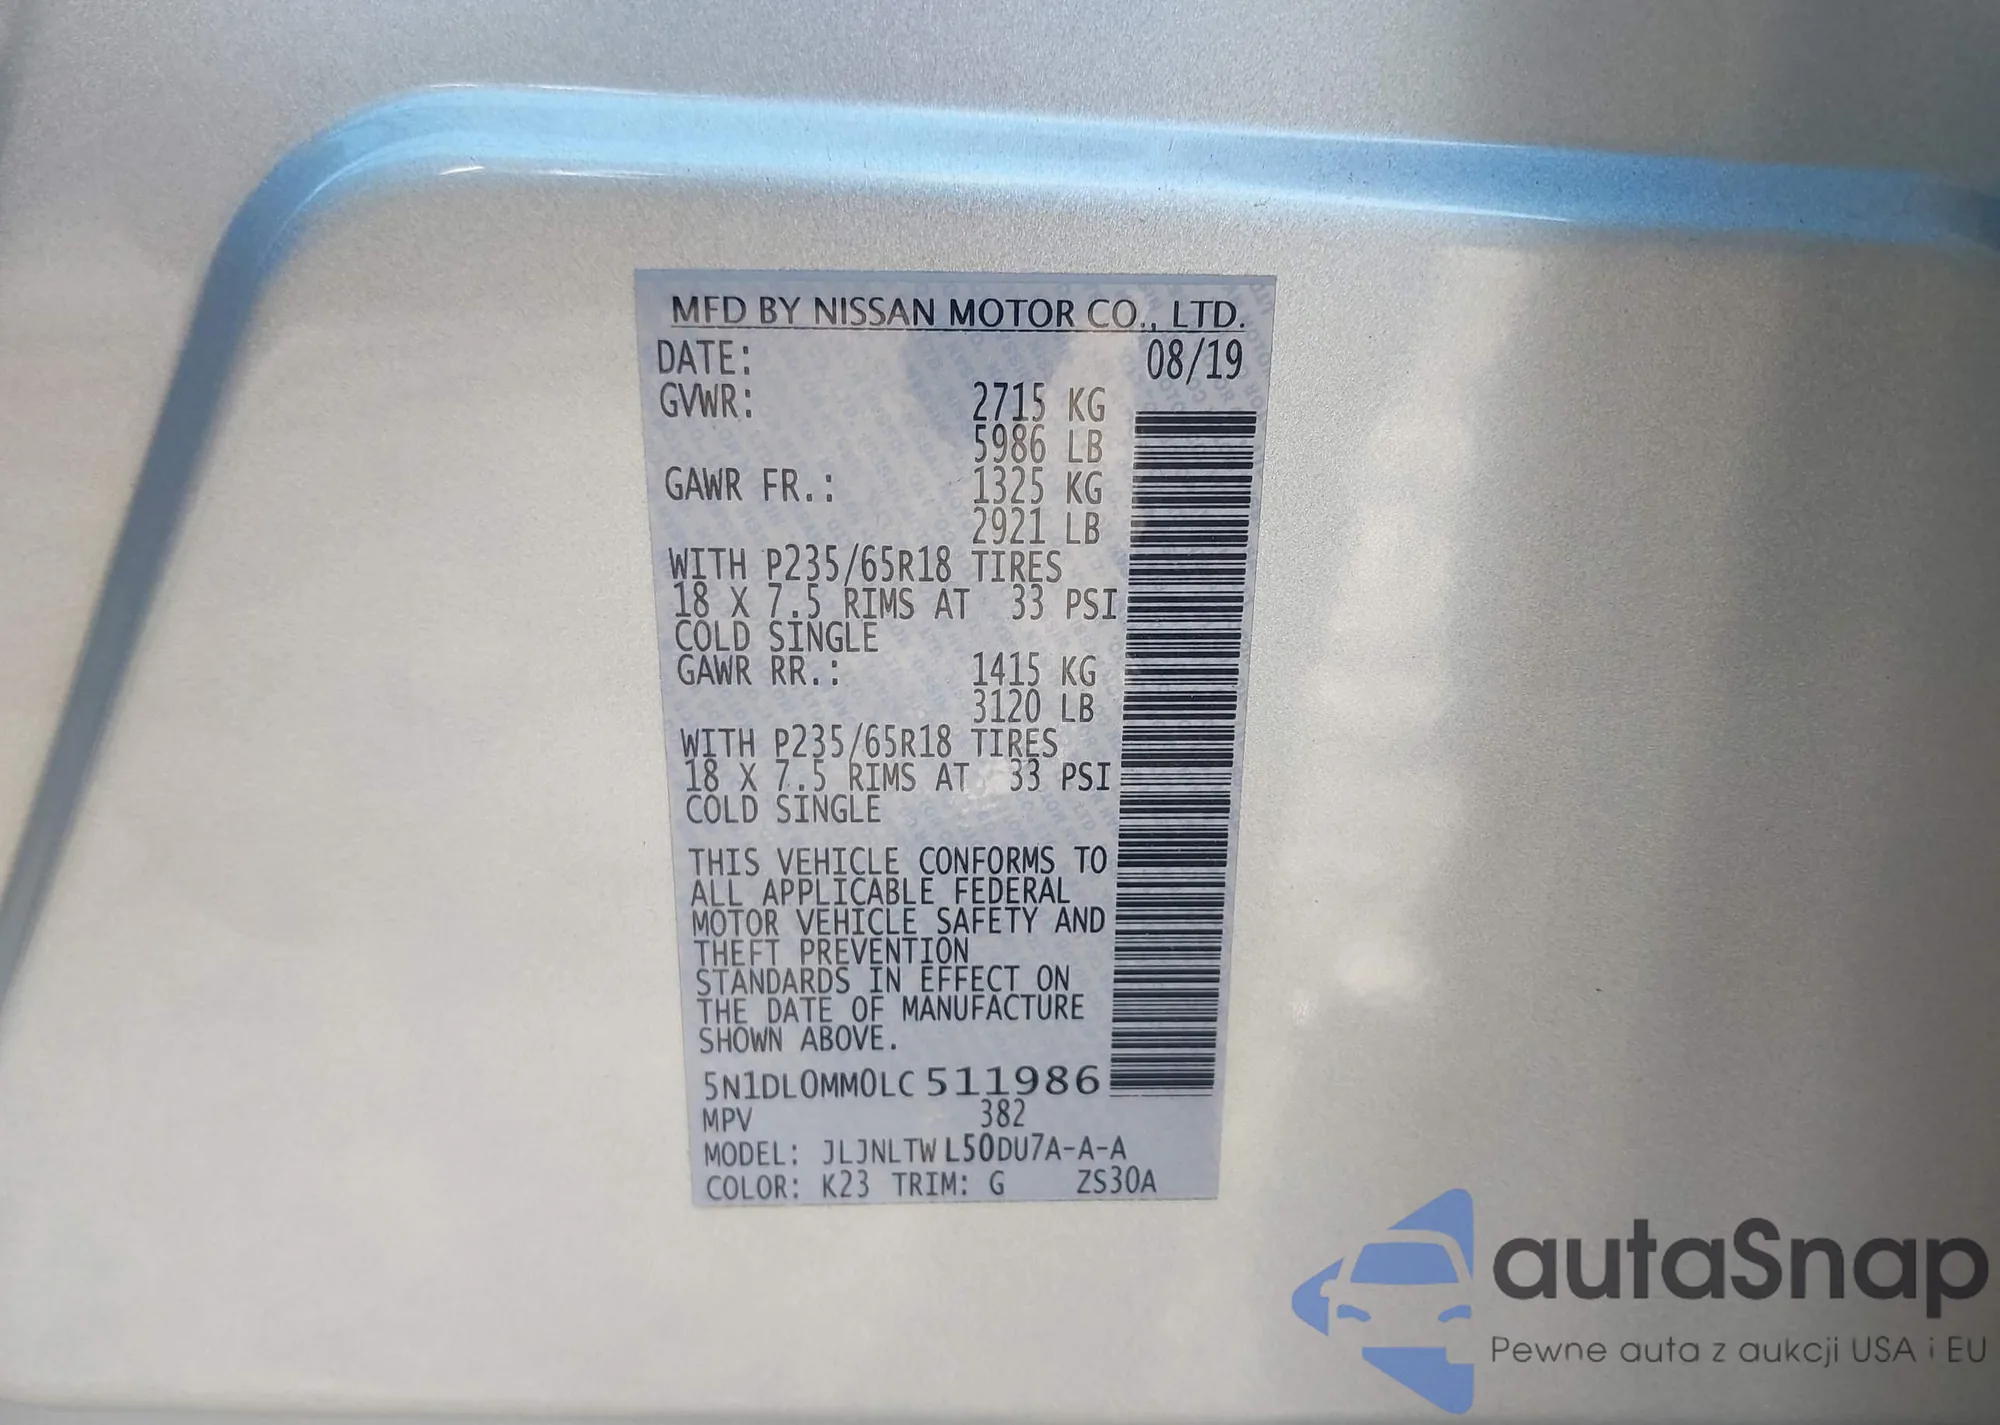 MFD BY NISSAN MOTOR CO., LTD.
DATE: 08/19
GVWR: 2715 KG
5986 LB
GAWR FR.: 1325 KG
2921 LB
WITH P235/65R18 TIRES
18 X 7.5 RIMS AT 33 PSI
COLD SINGLE
GAWR RR.: 1415 KG
3120 LB
WITH P235/65R18 TIRES
18 X 7.5 RIMS AT 33 PSI
COLD SINGLE
THIS VEHICLE CONFORMS TO
ALL APPLICABLE FEDERAL
MOTOR VEHICLE SAFETY AND
THEFT PREVENTION
STANDARDS IN EFFECT ON
THE DATE OF MANUFACTURE
SHOWN ABOVE.
5N1DL0MM0LC511986
MPV 382
MODEL: JLJNLTWL50DU7A-A-A
COLOR: K23 TRIM: G ZS30A
autaSnap
Pewne auta z aukcji USA i EU